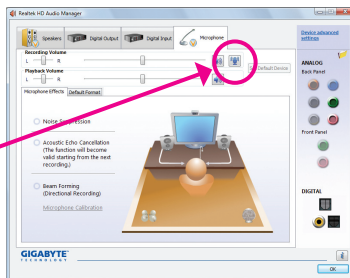 Realtek HD Audio Manager
Speakers
Digital Output
Digital Input
Microphone
Device advanced
settings
Recording Volume
L
R
Default Device
Playback Volume
L
R
Microphone Effects
Default Format
Noise Suppression
Acoustic Echo Cancellation
(The function will become
valid starting from the next
recording.)
Beam Forming
(Directional Recording)
Microphone Calibration
ANALOG
Back Panel
Front Panel
DIGITAL
GIGABYTE
TECHNOLOGY
i
OK